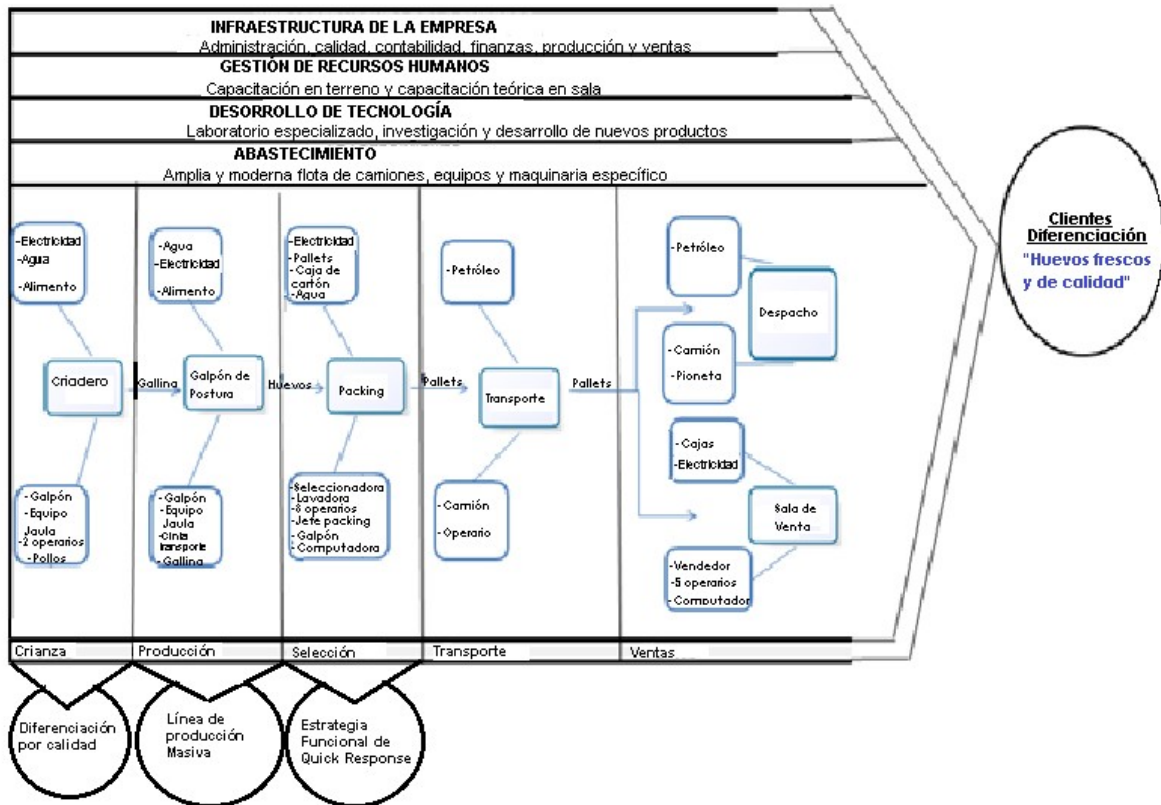 INFRAESTRUCTURA DE LA EMPRESA
Administración, calidad, contabilidad, finanzas, producción y ventas
GESTIÓN DE RECURSOS HUMANOS
Capacitación en terreno y capacitación teórica en sala
DESORROLLO DE TECNOLOGÍA
Laboratorio especializado, investigación y desarrollo de nuevos productos
ABASTECIMIENTO
Amplia y moderna flota de camiones, equipos y maquinaria específico
-Electricidad
-Agua
-Alimento
Criadero
-Galpón
-Equipo
Jaula
-2 operarios
-Pollos
Gallina
-Agua
-Electricidad
-Alimento
Galpón de
Postura
-Galpón
-Equipo
Jaula
-Cinta
transporte
-Gallina
Huevos
-Electricidad
-Pallets
-Caja de
cartón
-Agua
Packing
-Seleccionadora
-Lavadora
-8 operarios
-Jefe packing
-Galpón
-Computadora
Pallets
-Petróleo
Transporte
-Camión
-Operario
Pallets
-Petróleo
Despacho
-Camión
-Pioneta
-Cajas
-Electricidad
Sala de
Venta
-Vendedor
-5 operarios
-Computador
Clientes
Diferenciación
"Huevos frescos
y de calidad"
Crianza
Producción
Selección
Transporte
Ventas
Diferenciación
por calidad
Línea de
producción
Masiva
Estrategia
Funcional de
Quick Response